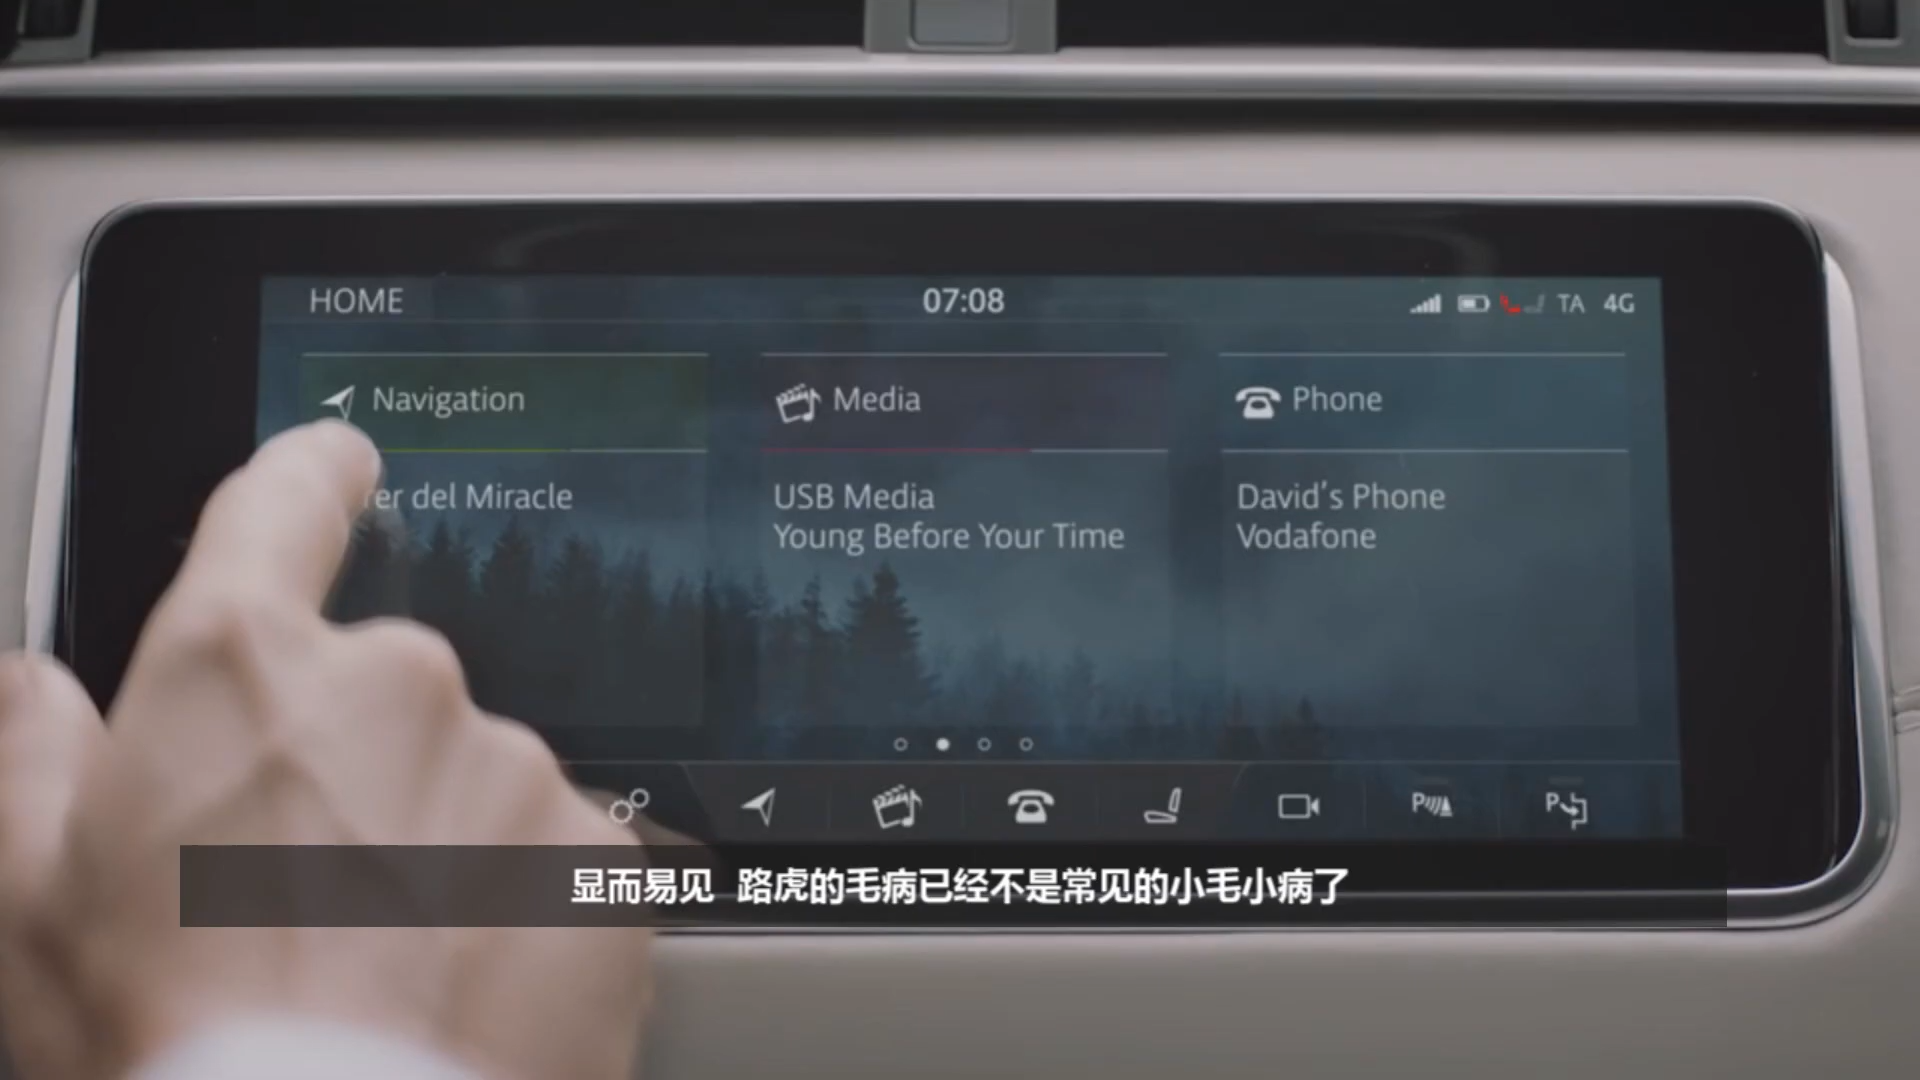 HOME 07:08 TA 4G
Navigation Media Phone
del Miracle USB Media David's Phone
Young Before Your Time Vodafone
显而易见 路虎的毛病已经不是常见的小毛小病了